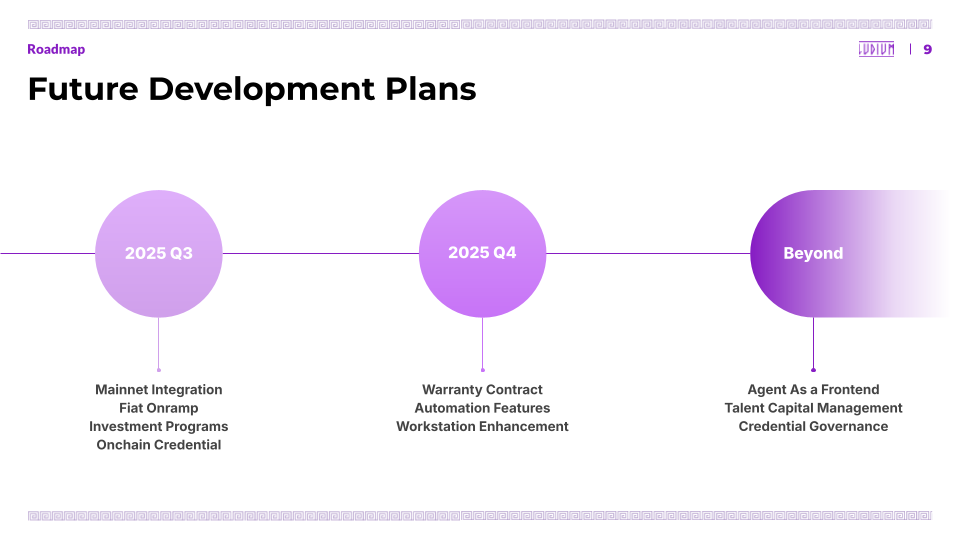 Roadmap
LUDIUM
9
Future Development Plans
2025 Q3
2025 Q4
Beyond
Mainnet Integration
Fiat Onramp
Investment Programs
Onchain Credential
Warranty Contract
Automation Features
Workstation Enhancement
Agent As a Frontend
Talent Capital Management
Credential Governance